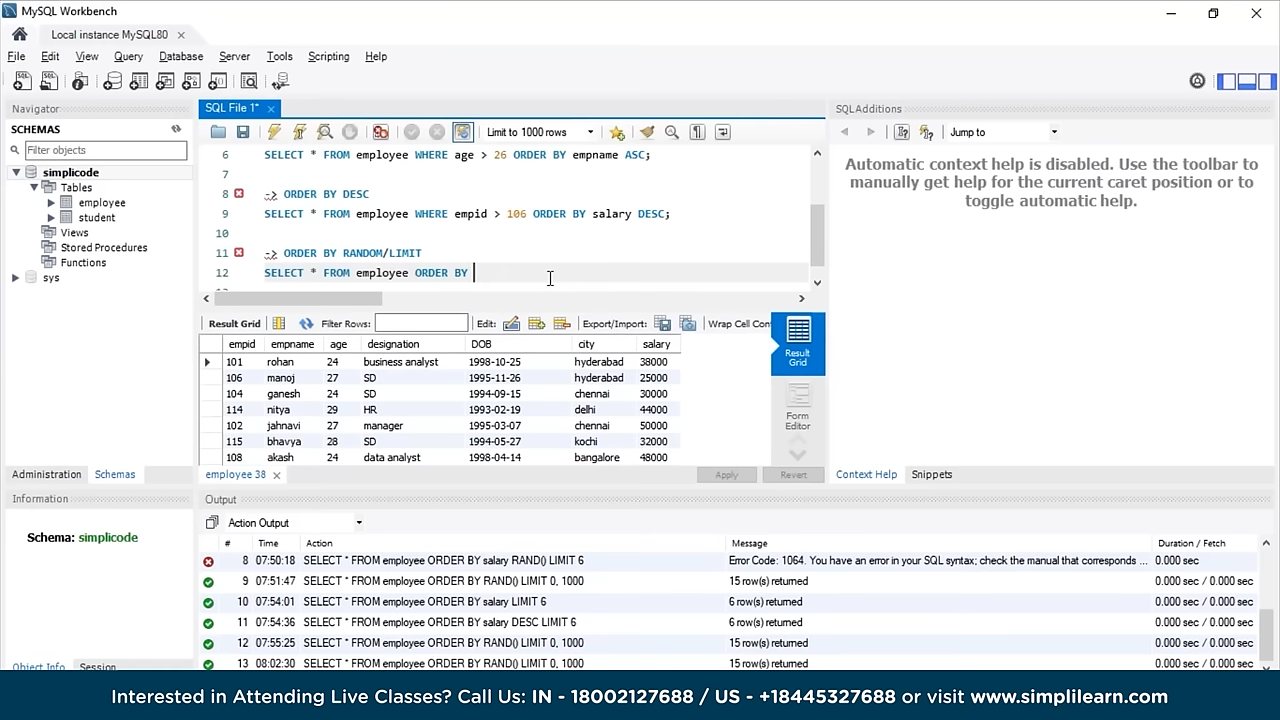 MySQL Workbench
Local instance MySQL80
File Edit View Query Database Server Tools Scripting Help
Navigator
SCHEMAS
Filter objects
simplicode
Tables
employee
student
Views
Stored Procedures
Functions
sys
Administration Schemas
Information
Schema: simplicode
Object Info Session
SQL File 1*
Limit to 1000 rows
6 SELECT * FROM employee WHERE age > 26 ORDER BY empname ASC;
7
8 -> ORDER BY DESC
9 SELECT * FROM employee WHERE empid > 106 ORDER BY salary DESC;
10
11 -> ORDER BY RANDOM/LIMIT
12 SELECT * FROM employee ORDER BY
Result Grid Filter Rows: Edit: Export/Import: Wrap Cell Con
empid empname age designation DOB city salary
101 rohan 24 business analyst 1998-10-25 hyderabad 38000
106 manoj 27 SD 1995-11-26 hyderabad 25000
104 ganesh 24 SD 1994-09-15 chennai 30000
114 nitya 29 HR 1993-02-19 delhi 44000
102 jahnavi 27 manager 1995-03-07 chennai 50000
115 bhavya 28 SD 1994-05-27 kochi 32000
108 akash 24 data analyst 1998-04-14 bangalore 48000
Result
Grid
Form
Editor
employee 38 Apply Revert
SQLAdditions
Jump to
Automatic context help is disabled. Use the toolbar to
manually get help for the current caret position or to
toggle automatic help.
Context Help Snippets
Output
Action Output
# Time Action Message Duration / Fetch
8 07:50:18 SELECT * FROM employee ORDER BY salary RAND() LIMIT 6 Error Code: 1064. You have an error in your SQL syntax; check the manual that corresponds ... 0.000 sec
9 07:51:47 SELECT * FROM employee ORDER BY RAND() LIMIT 0, 1000 15 row(s) returned 0.000 sec / 0.000 sec
10 07:54:01 SELECT * FROM employee ORDER BY salary LIMIT 6 6 row(s) returned 0.000 sec / 0.000 sec
11 07:54:36 SELECT * FROM employee ORDER BY salary DESC LIMIT 6 6 row(s) returned 0.000 sec / 0.000 sec
12 07:55:25 SELECT * FROM employee ORDER BY RAND() LIMIT 0, 1000 15 row(s) returned 0.000 sec / 0.000 sec
13 08:02:30 SELECT * FROM employee ORDER BY RAND() LIMIT 0, 1000 15 row(s) returned 0.000 sec / 0.000 sec
Interested in Attending Live Classes? Call Us: IN - 18002127688 / US - +18445327688 or visit www.simplilearn.com